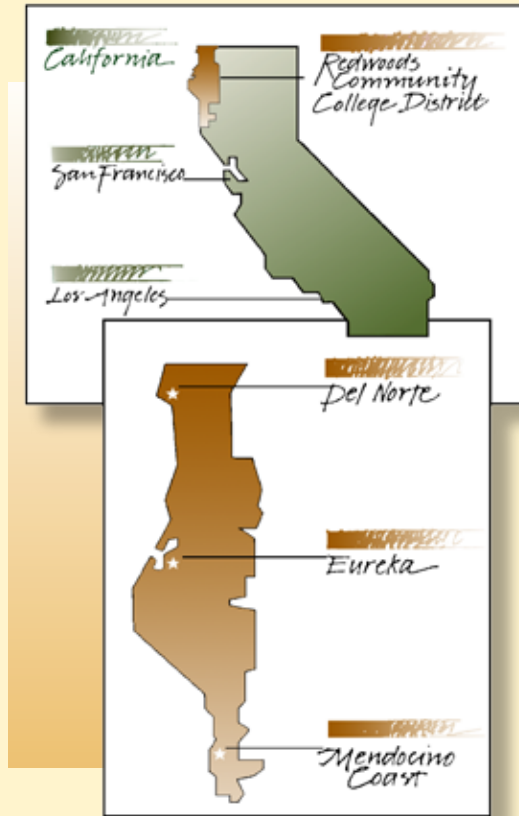 California
Redwoods
Community
College District
San Francisco
Los Angeles
Del Norte
Eureka
Mendocino
Coast